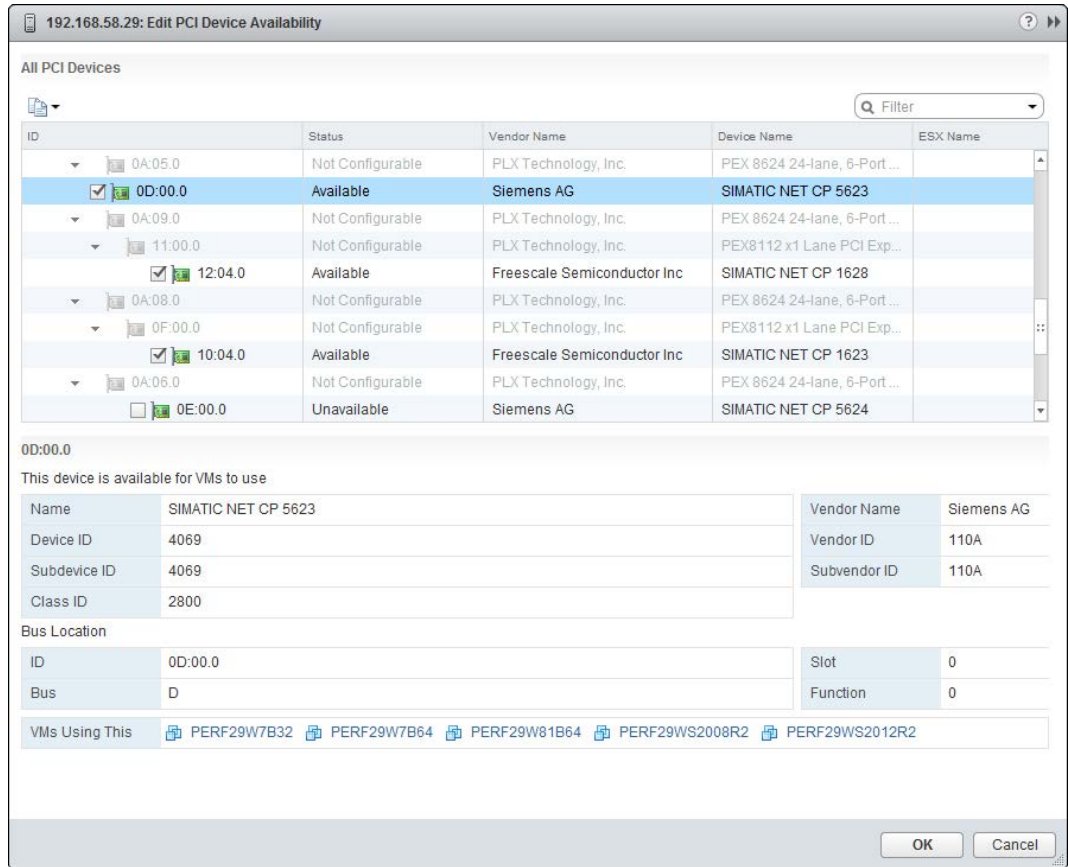 192.168.58.29: Edit PCI Device Availability ?
All PCI Devices
Filter
ID Status Vendor Name Device Name ESX Name
0A:05.0 Not Configurable PLX Technology, Inc. PEX 8624 24-lane, 6-Port ...
0D:00.0 Available Siemens AG SIMATIC NET CP 5623
0A:09.0 Not Configurable PLX Technology, Inc. PEX 8624 24-lane, 6-Port ...
11:00.0 Not Configurable PLX Technology, Inc. PEX8112 x1 Lane PCI Exp...
12:04.0 Available Freescale Semiconductor Inc SIMATIC NET CP 1628
0A:08.0 Not Configurable PLX Technology, Inc. PEX 8624 24-lane, 6-Port ...
0F:00.0 Not Configurable PLX Technology, Inc. PEX8112 x1 Lane PCI Exp...
10:04.0 Available Freescale Semiconductor Inc SIMATIC NET CP 1623
0A:06.0 Not Configurable PLX Technology, Inc. PEX 8624 24-lane, 6-Port ...
0E:00.0 Unavailable Siemens AG SIMATIC NET CP 5624
0D:00.0
This device is available for VMs to use
Name SIMATIC NET CP 5623 Vendor Name Siemens AG
Device ID 4069 Vendor ID 110A
Subdevice ID 4069 Subvendor ID 110A
Class ID 2800
Bus Location
ID 0D:00.0 Slot 0
Bus D Function 0
VMs Using This PERF29W7B32 PERF29W7B64 PERF29W81B64 PERF29WS2008R2 PERF29WS2012R2
OK Cancel